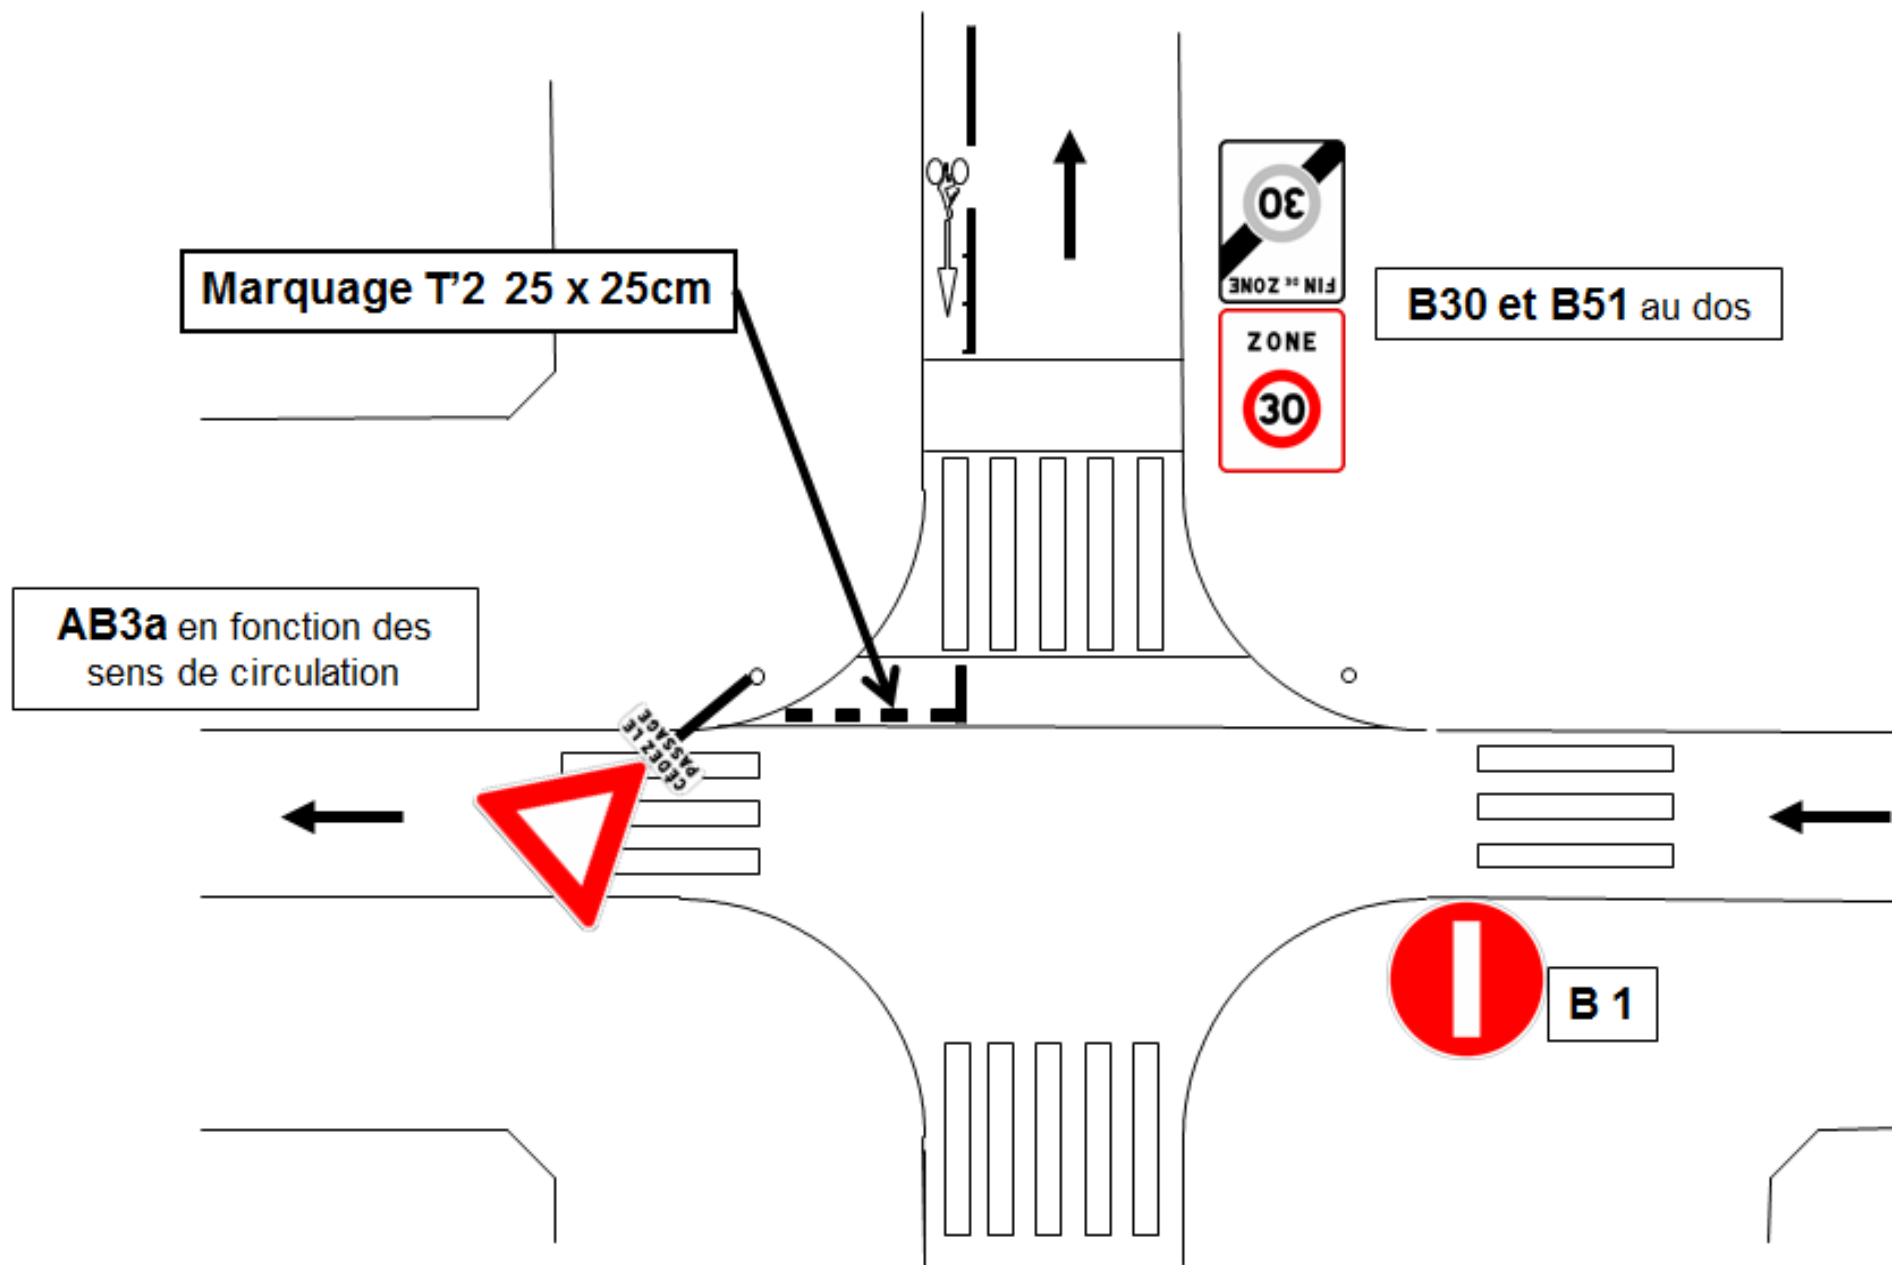 30
FIN DE ZONE
Marquage T’2 25 x 25cm
B30 et B51 au dos
ZONE
30
AB3a en fonction des
sens de circulation
CÉDEZ LE
PASSAGE
B 1